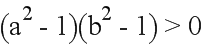 (a² - 1)(b² - 1) > 0